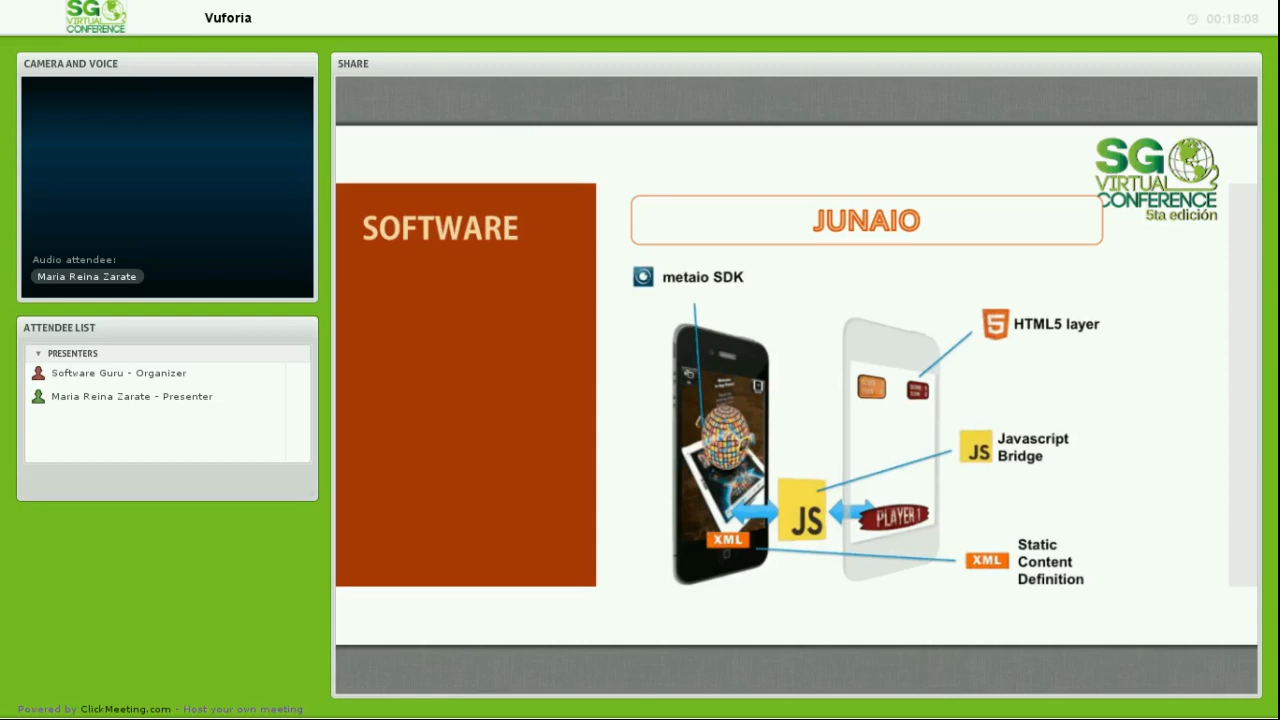 SG
VIRTUAL
CONFERENCE
Vuforia
00:18:08
CAMERA AND VOICE
Audio attendee:
Maria Reina Zarate
ATTENDEE LIST
PRESENTERS
Software Guru - Organizer
Maria Reina Zarate - Presenter
SHARE
SG
VIRTUAL
CONFERENCE
5ta edición
SOFTWARE
JUNAIO
metaio SDK
5
HTML5 layer
JS
Javascript
Bridge
JS
PLAYER 1
XML
XML
Static
Content
Definition
Powered by ClickMeeting.com - Host your own meeting